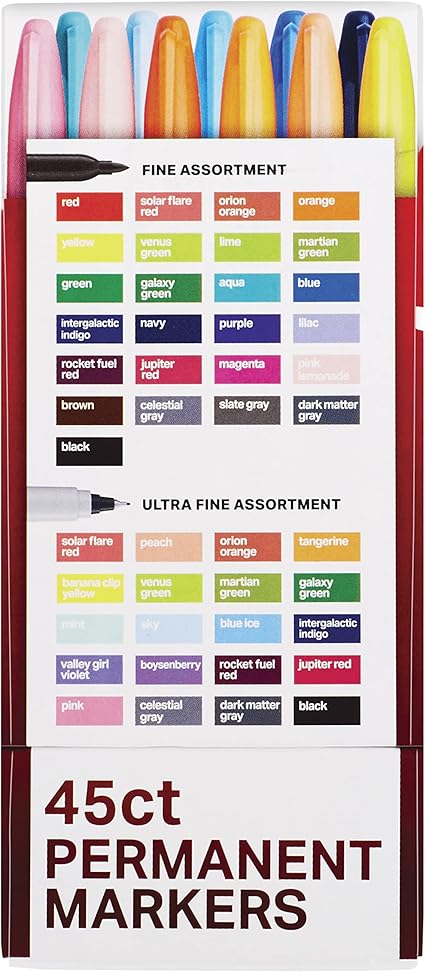 FINE ASSORTMENT
red solar flare red orion orange orange
yellow venus green lime martian green
green galaxy green aqua blue
intergalactic indigo navy purple lilac
rocket fuel red jupiter red magenta pink lemonade
brown celestial gray slate gray dark matter gray
black
ULTRA FINE ASSORTMENT
solar flare red peach orion orange tangerine
banana clip yellow venus green martian green galaxy green
mint sky blue ice intergalactic indigo
valley girl violet boysenberry rocket fuel red jupiter red
pink celestial gray dark matter gray black
45ct
PERMANENT
MARKERS